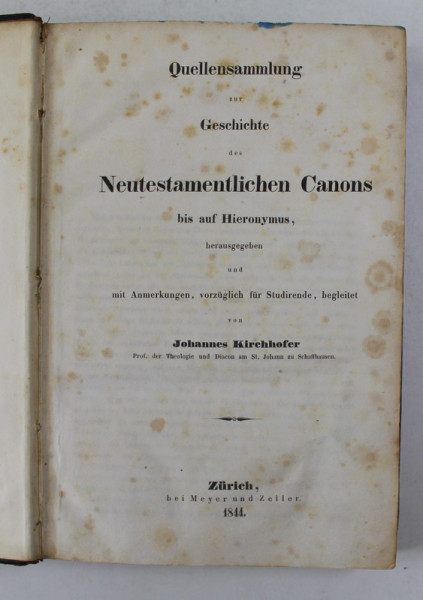 Quellensammlung
zur
Geschichte
des
Neutestamentlichen Canons
bis auf Hieronymus,
herausgegeben
und
mit Anmerkungen, vorzüglich für Studirende, begleitet
von
Johannes Kirchhofer
Prof. der Theologie und Diacon am St. Johann zu Schaffhausen.
Zürich,
bei Meyer und Zeller.
1844.